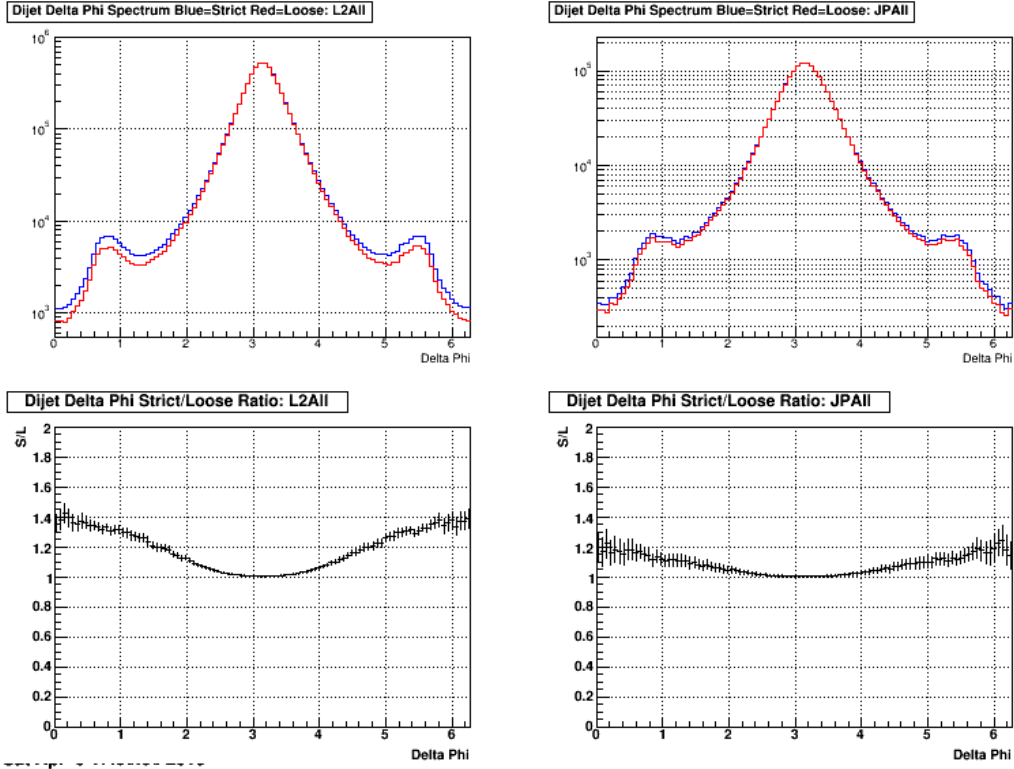 Dijet Delta Phi Spectrum Blue=Strict Red=Loose: L2All
10^6
10^5
10^4
10^3
0 1 2 3 4 5 6
Delta Phi
Dijet Delta Phi Spectrum Blue=Strict Red=Loose: JPAll
10^5
10^4
10^3
0 1 2 3 4 5 6
Delta Phi
Dijet Delta Phi Strict/Loose Ratio: L2All
S/L
2
1.8
1.6
1.4
1.2
1
0.8
0.6
0.4
0.2
0
0 1 2 3 4 5 6
Delta Phi
Dijet Delta Phi Strict/Loose Ratio: JPAll
S/L
2
1.8
1.6
1.4
1.2
1
0.8
0.6
0.4
0.2
0
0 1 2 3 4 5 6
Delta Phi